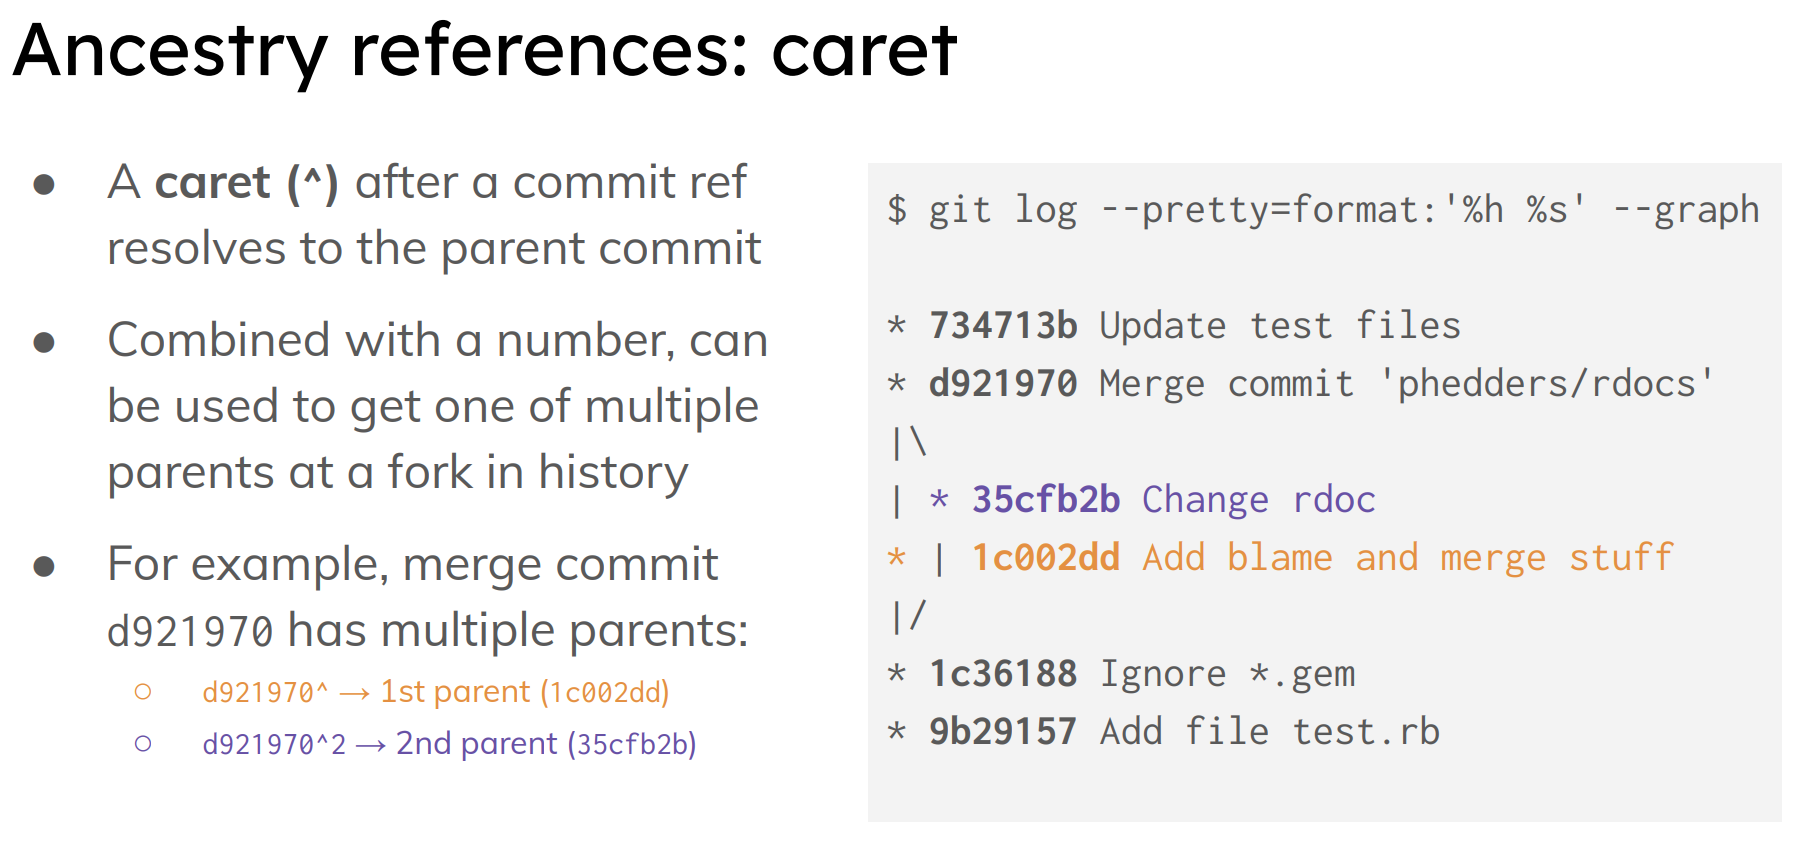 Ancestry references: caret
● A caret (^) after a commit ref
resolves to the parent commit
● Combined with a number, can
be used to get one of multiple
parents at a fork in history
● For example, merge commit
d921970 has multiple parents:
○ d921970^ → 1st parent (1c002dd)
○ d921970^2 → 2nd parent (35cfb2b)
$ git log --pretty=format:'%h %s' --graph
* 734713b Update test files
* d921970 Merge commit 'phedders/rdocs'
|\
| * 35cfb2b Change rdoc
* | 1c002dd Add blame and merge stuff
|/
* 1c36188 Ignore *.gem
* 9b29157 Add file test.rb